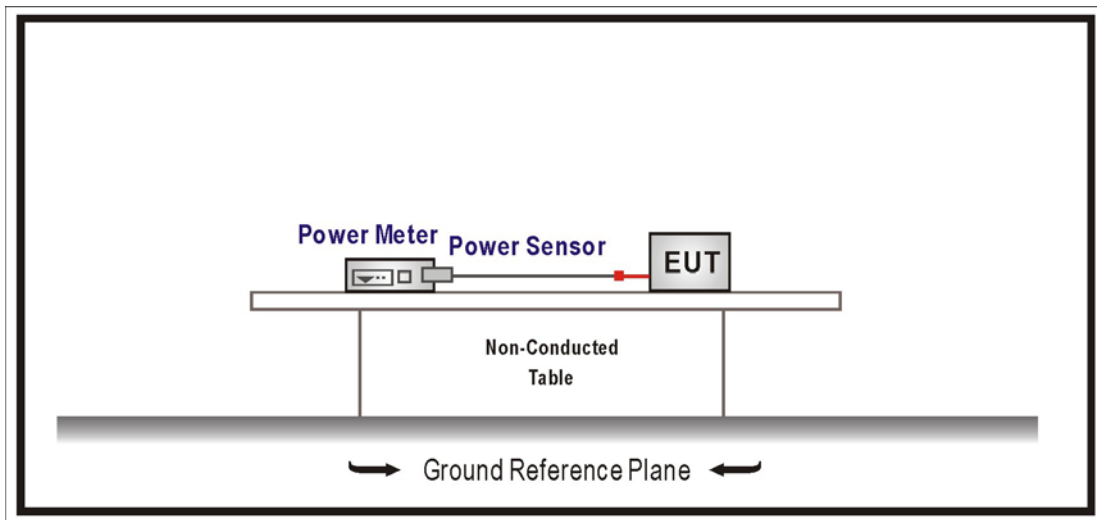 Power Meter
Power Sensor
EUT
Non-Conducted
Table
Ground Reference Plane